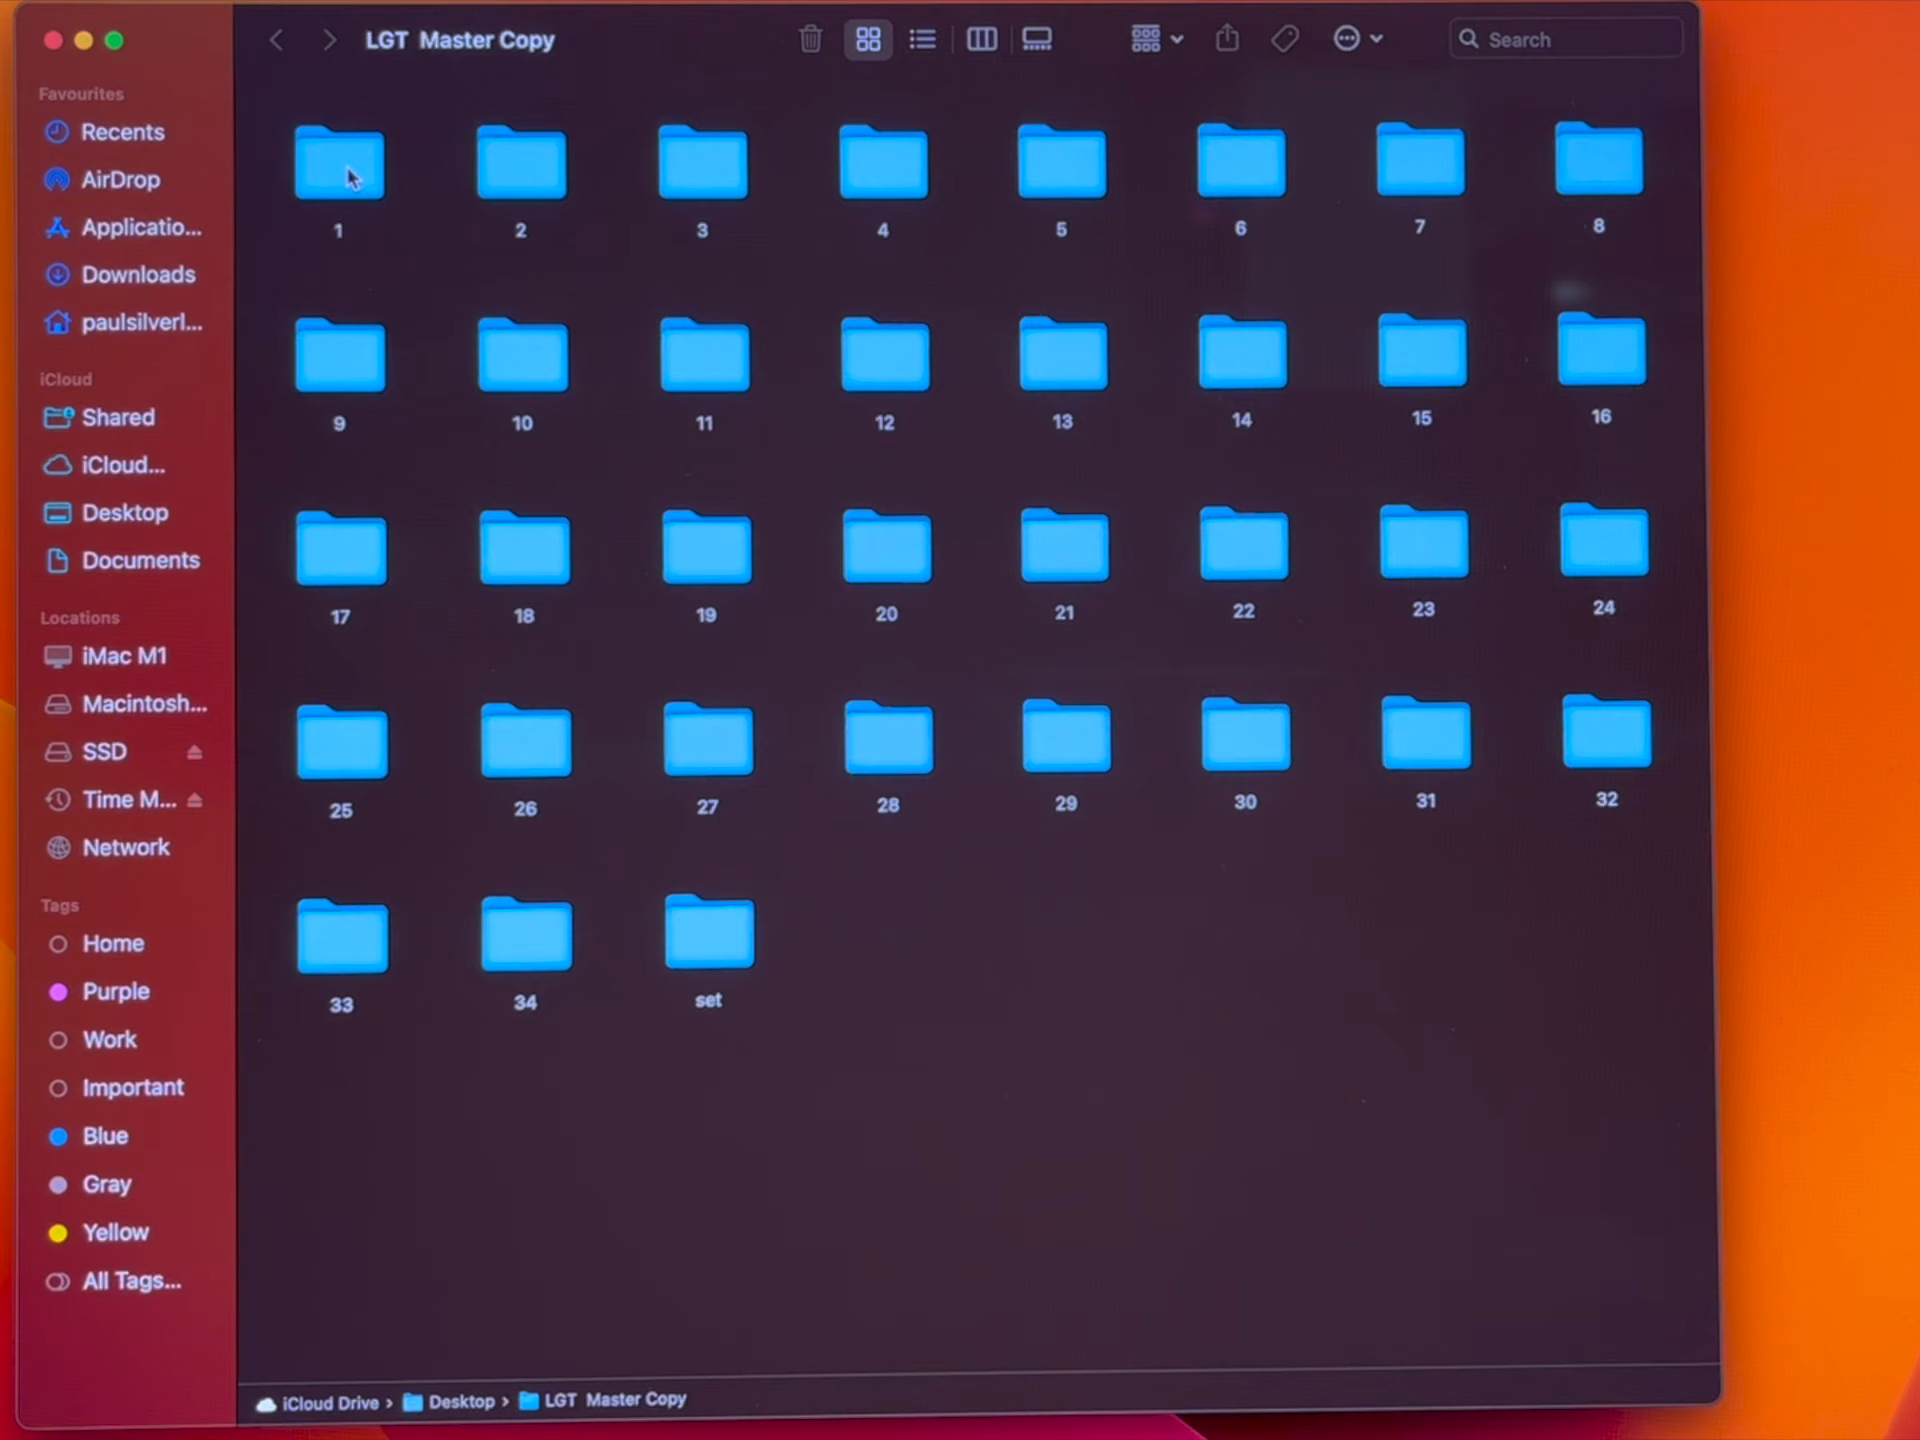 LGT Master Copy
Search
Favourites
Recents
AirDrop
Applicatio...
Downloads
paulsilverl...
iCloud
Shared
iCloud...
Desktop
Documents
Locations
iMac M1
Macintosh...
SSD
Time M...
Network
Tags
Home
Purple
Work
Important
Blue
Gray
Yellow
All Tags...
1 2 3 4 5 6 7 8
9 10 11 12 13 14 15 16
17 18 19 20 21 22 23 24
25 26 27 28 29 30 31 32
33 34 set
iCloud Drive › Desktop › LGT Master Copy